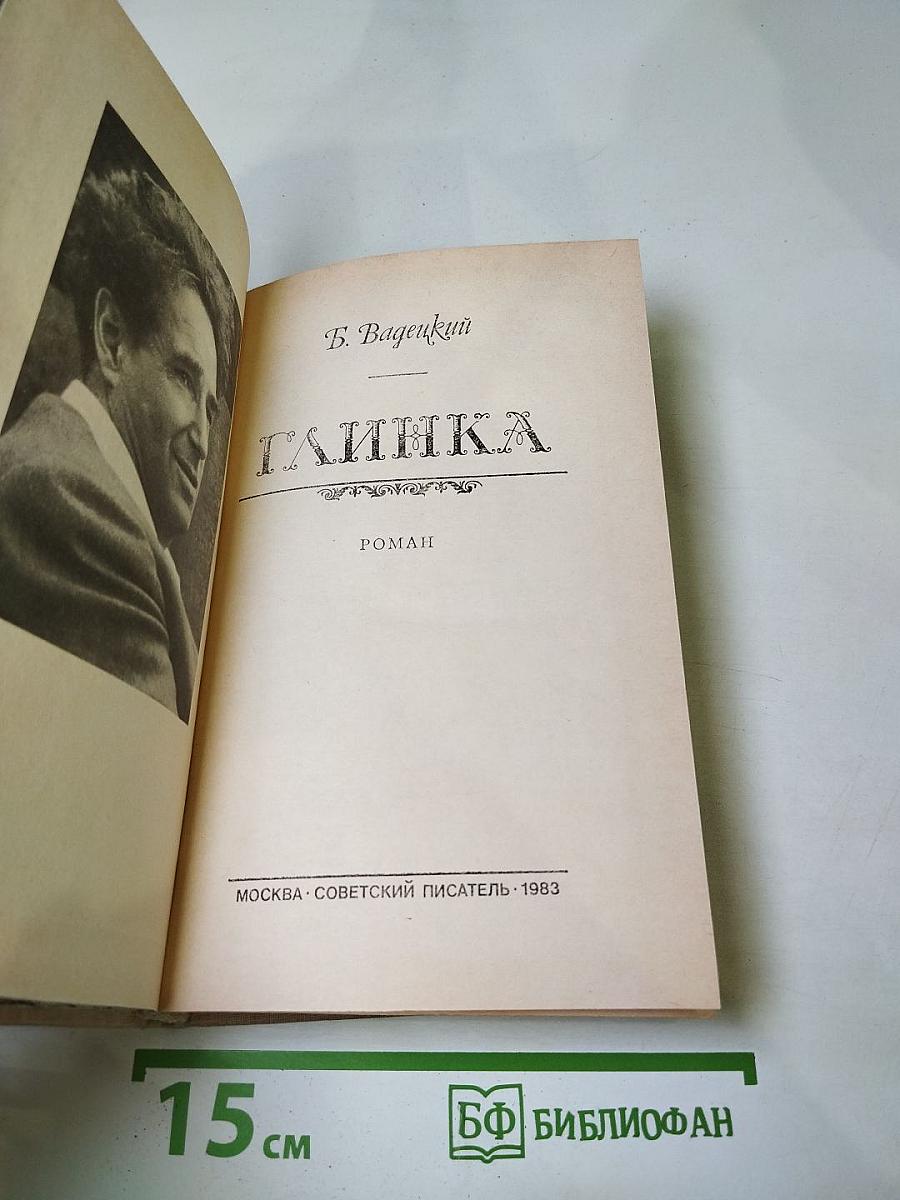 Б. Вадецкий
ГЛИНКА
РОМАН
МОСКВА · СОВЕТСКИЙ ПИСАТЕЛЬ · 1983
15 см
БФ БИБЛИОФАН